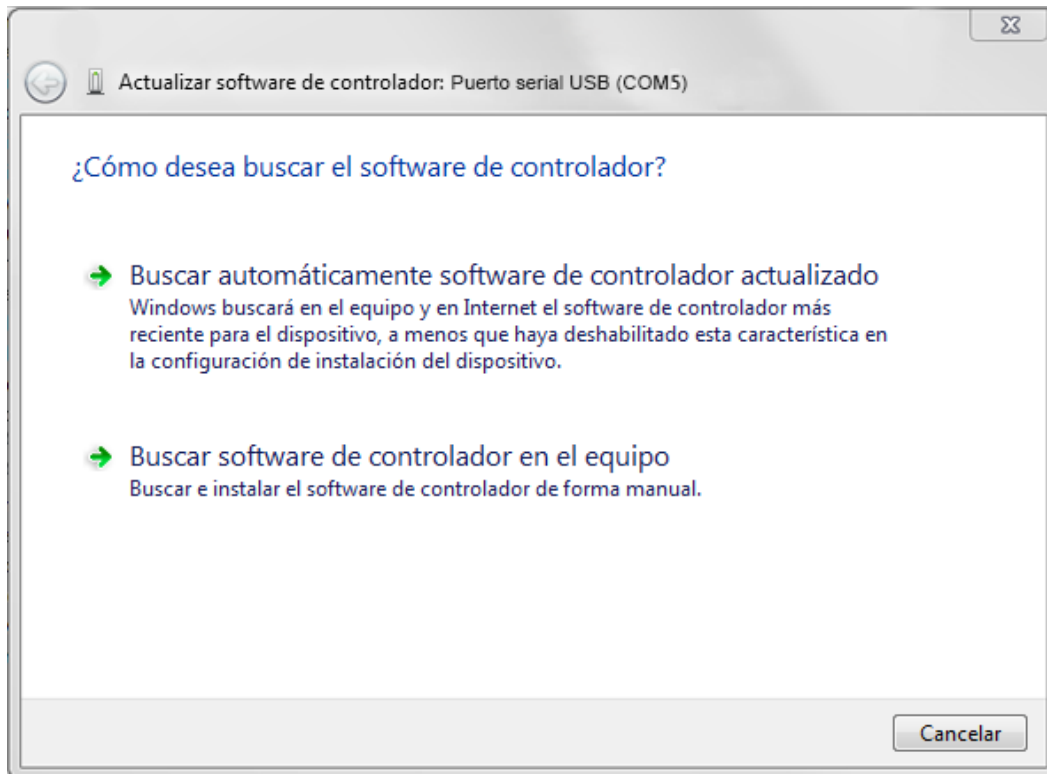 Actualizar software de controlador: Puerto serial USB (COM5)
¿Cómo desea buscar el software de controlador?
Buscar automáticamente software de controlador actualizado
Windows buscará en el equipo y en Internet el software de controlador más
reciente para el dispositivo, a menos que haya deshabilitado esta característica en
la configuración de instalación del dispositivo.
Buscar software de controlador en el equipo
Buscar e instalar el software de controlador de forma manual.
Cancelar